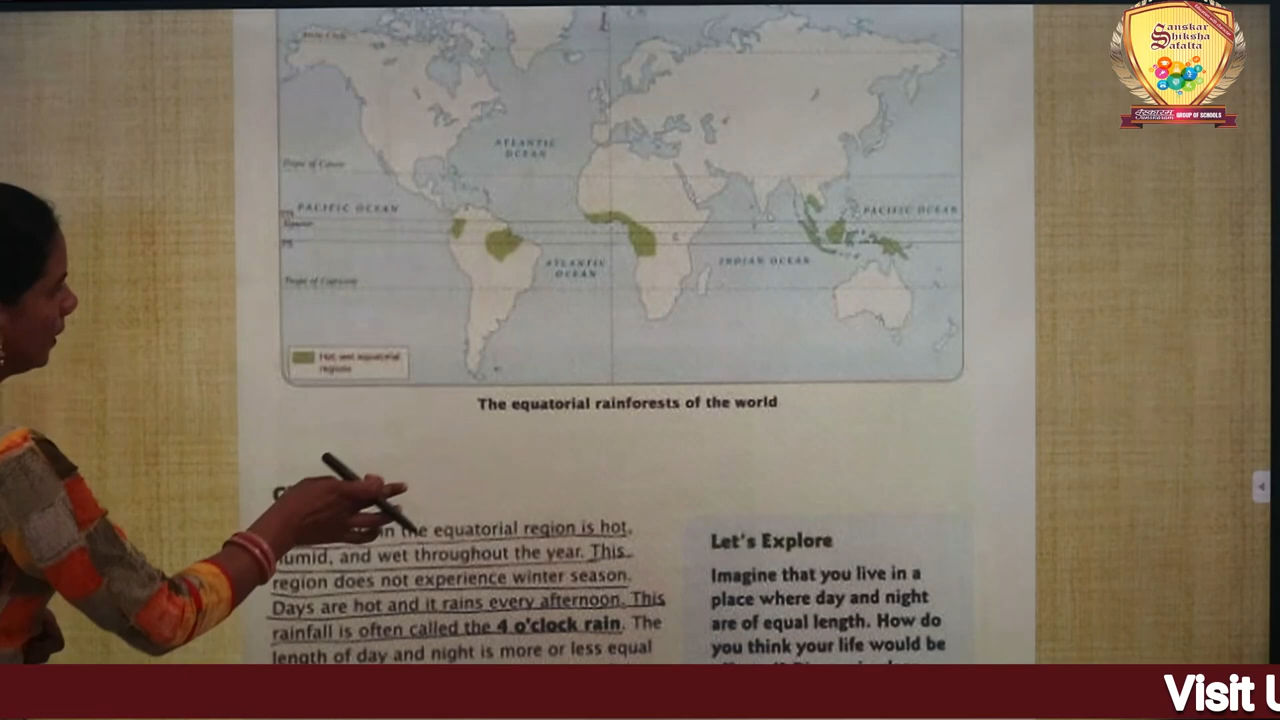 Sanskar
Shiksha
Safalta
GROUP OF SCHOOLS
Arctic Circle
ATLANTIC
OCEAN
Tropic of Cancer
PACIFIC OCEAN
PACIFIC OCEAN
Equator
ATLANTIC
OCEAN
INDIAN OCEAN
Tropic of Capricorn
Hot wet equatorial
regions
The equatorial rainforests of the world
in the equatorial region is hot,
humid, and wet throughout the year. This
region does not experience winter season.
Days are hot and it rains every afternoon. This
rainfall is often called the 4 o'clock rain. The
length of day and night is more or less equal
Let's Explore
Imagine that you live in a
place where day and night
are of equal length. How do
you think your life would be
Visit U